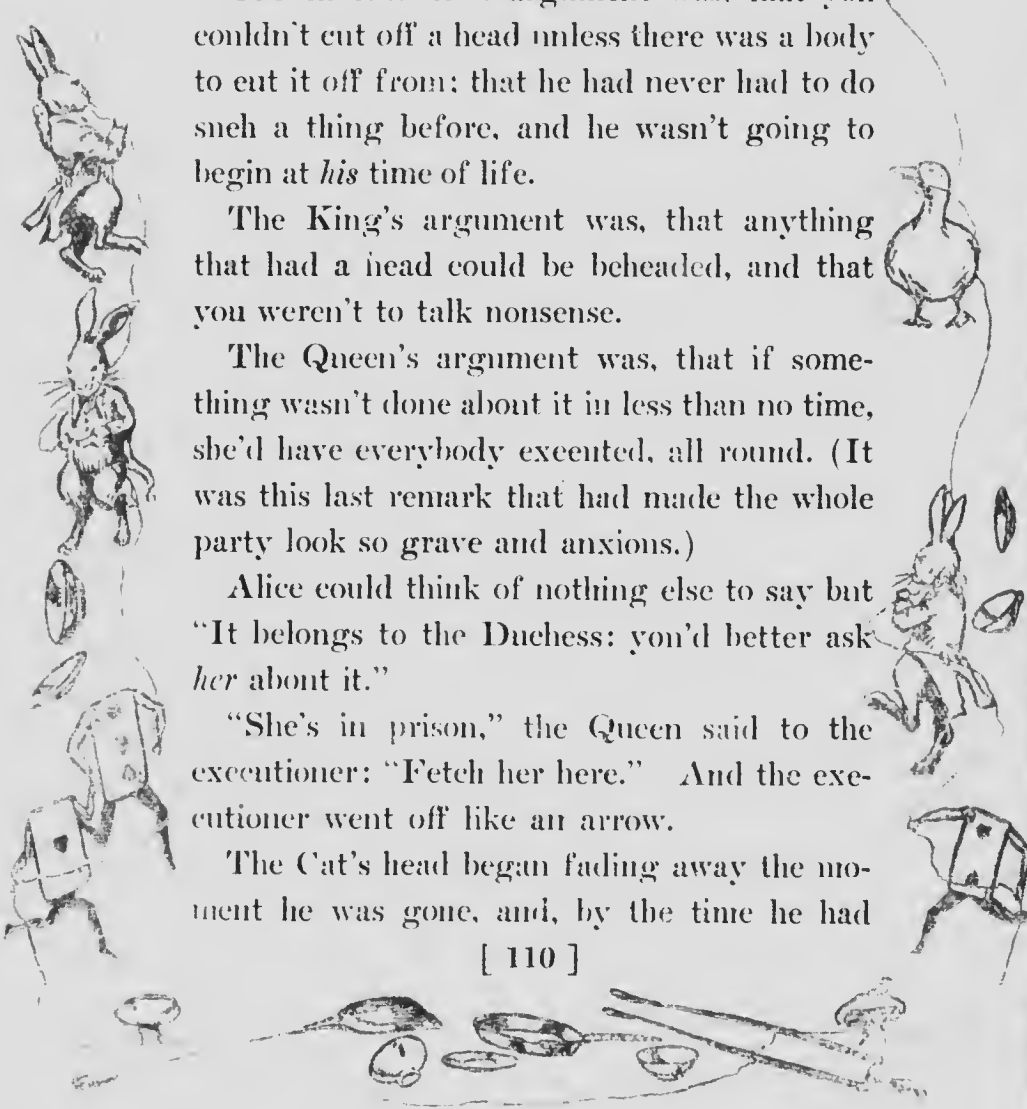 argument was, that you
couldn't cut off a head unless there was a body
to cut it off from: that he had never had to do
such a thing before, and he wasn't going to
begin at his time of life.
The King's argument was, that anything
that had a head could be beheaded, and that
you weren't to talk nonsense.
The Queen's argument was, that if some-
thing wasn't done about it in less than no time,
she'd have everybody executed, all round. (It
was this last remark that had made the whole
party look so grave and anxious.)
Alice could think of nothing else to say but
"It belongs to the Duchess: you'd better ask
her about it."
"She's in prison," the Queen said to the
executioner: "Fetch her here." And the exe-
cutioner went off like an arrow.
The Cat's head began fading away the mo-
ment he was gone, and, by the time he had
[ 110 ]